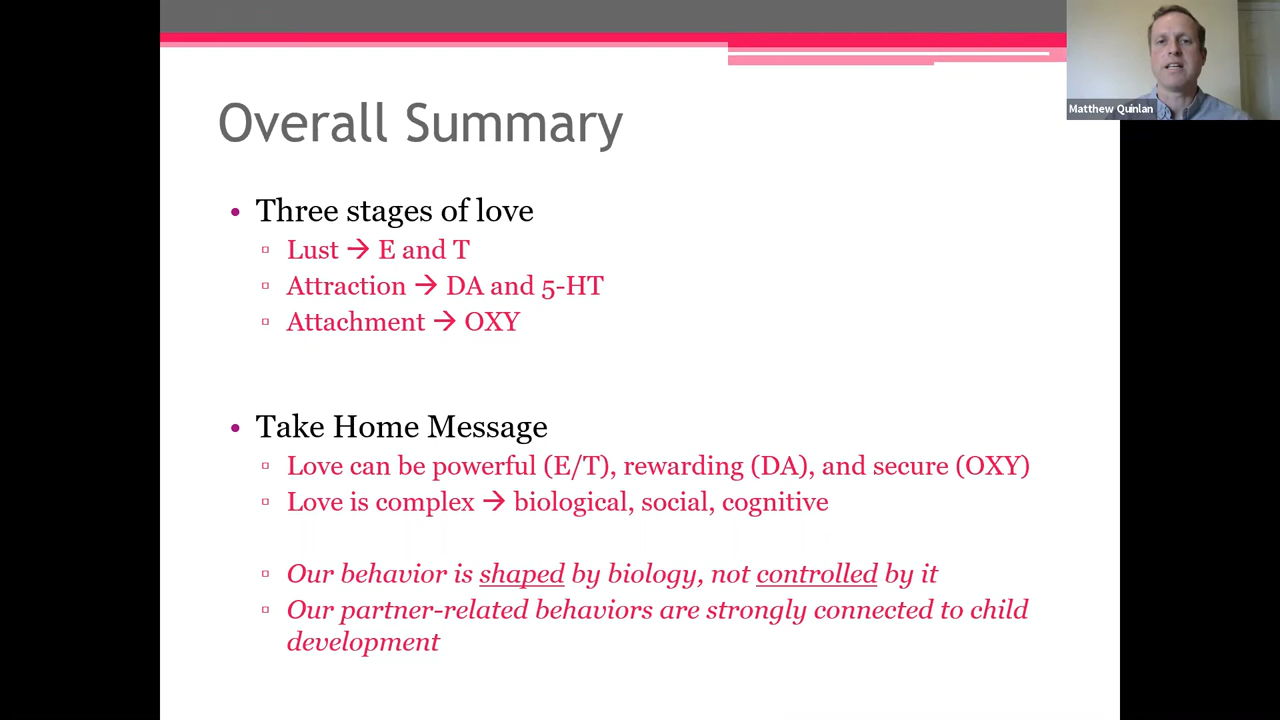 Matthew Quinlan
Overall Summary
• Three stages of love
▫ Lust → E and T
▫ Attraction → DA and 5-HT
▫ Attachment → OXY
• Take Home Message
▫ Love can be powerful (E/T), rewarding (DA), and secure (OXY)
▫ Love is complex → biological, social, cognitive
▫ Our behavior is shaped by biology, not controlled by it
▫ Our partner-related behaviors are strongly connected to child
development